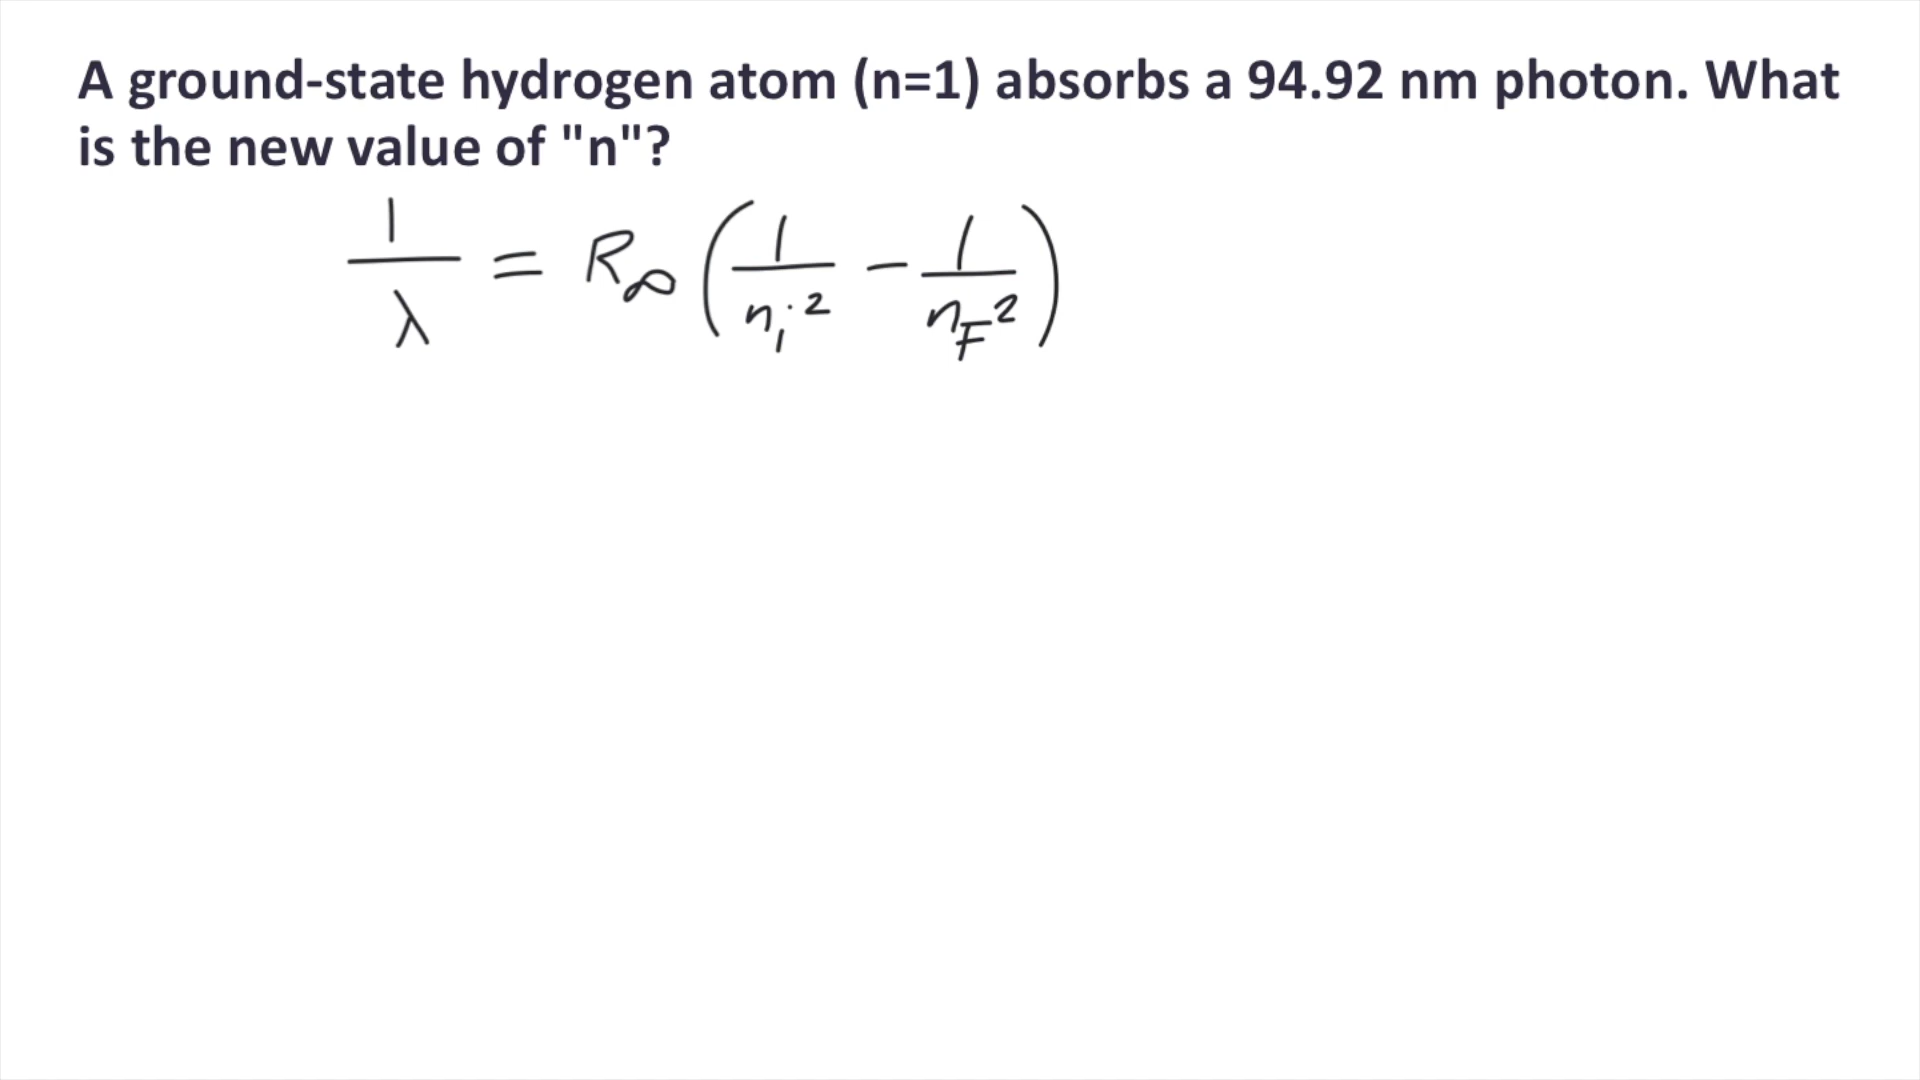 A ground-state hydrogen atom (n=1) absorbs a 94.92 nm photon. What
is the new value of "n"?
1/λ = R∞ (1/nᵢ² − 1/n_F²)